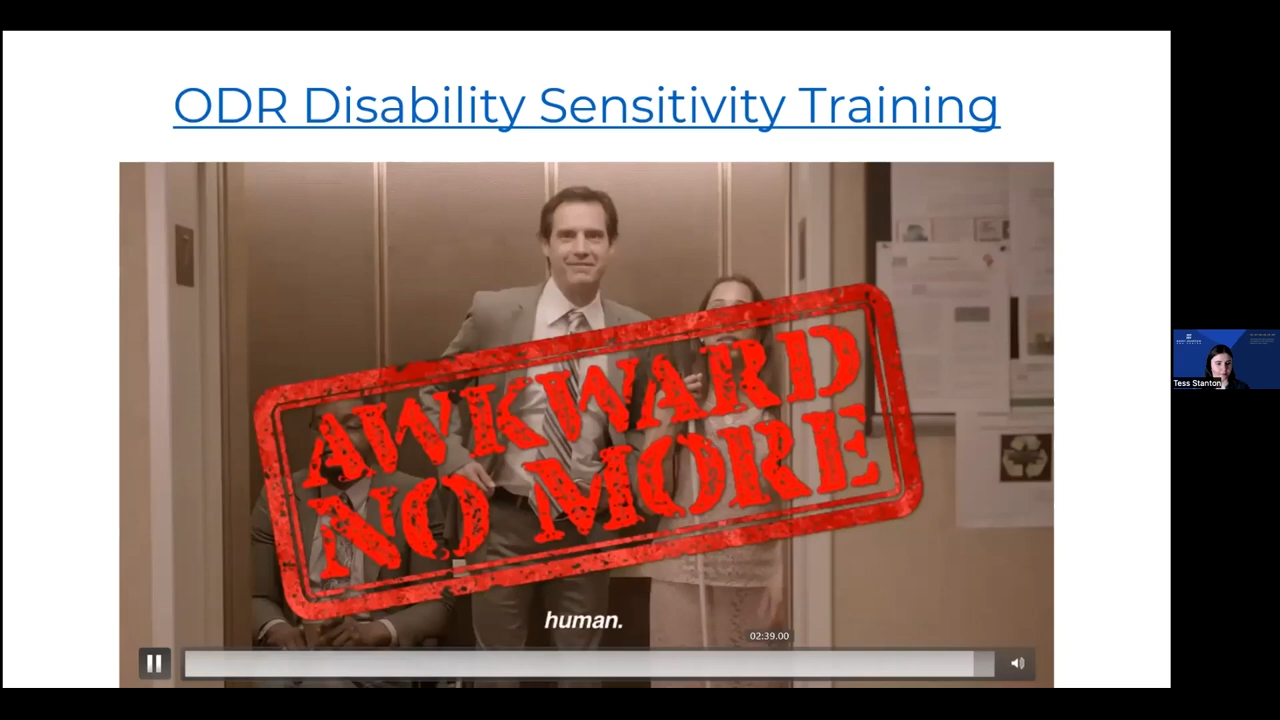 ODR Disability Sensitivity Training
AWKWARD
NO MORE
human.
02:39.00
Tess Stanton